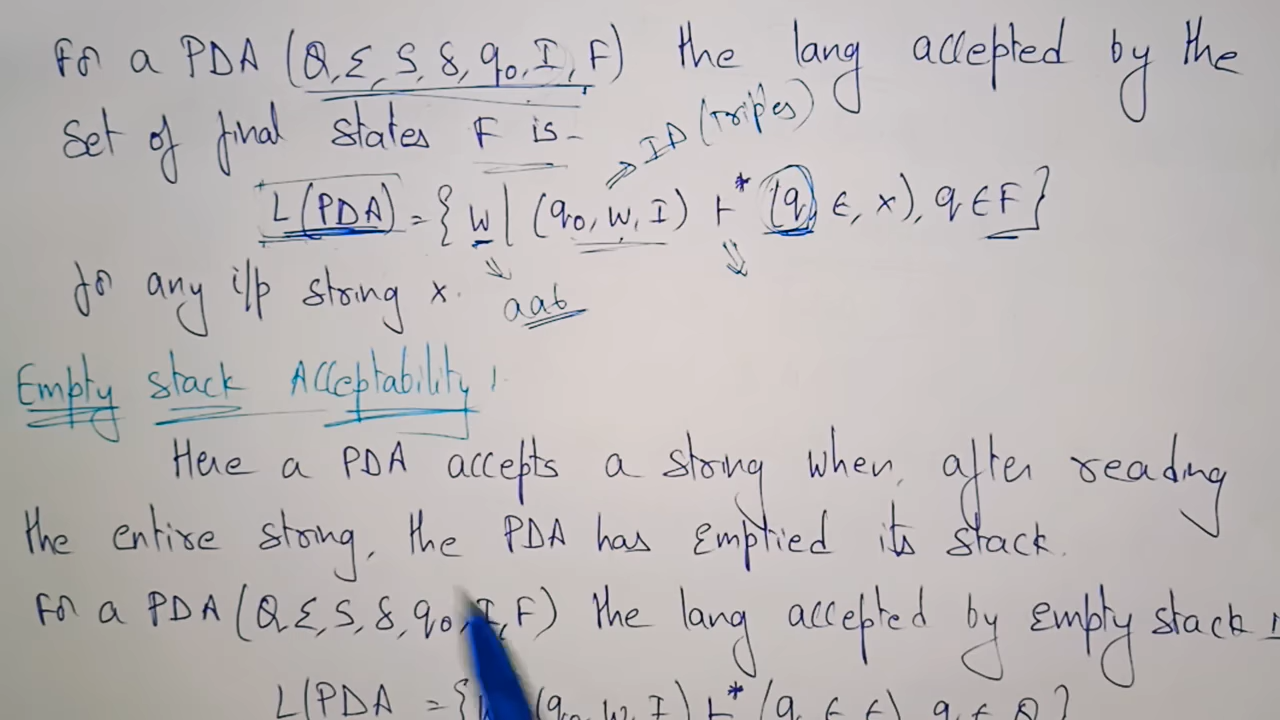 For a PDA (Q, Σ, S, δ, q₀, I, F) the lang accepted by the
Set of final states F is -
ID (Triples)
L(PDA) = { w | (q₀, w, I) ⊢* (q, ϵ, x), q ∈ F }
for any i/p string x.
aab
Empty stack Acceptability :
Here a PDA accepts a string when, after reading
the entire string, the PDA has emptied its stack.
For a PDA (Q Σ, S, δ, q₀, I, F) the lang accepted by Empty stack
L(PDA = { (q₀, w, I) ⊢* (q, ϵ, ϵ), q ∈ Q }